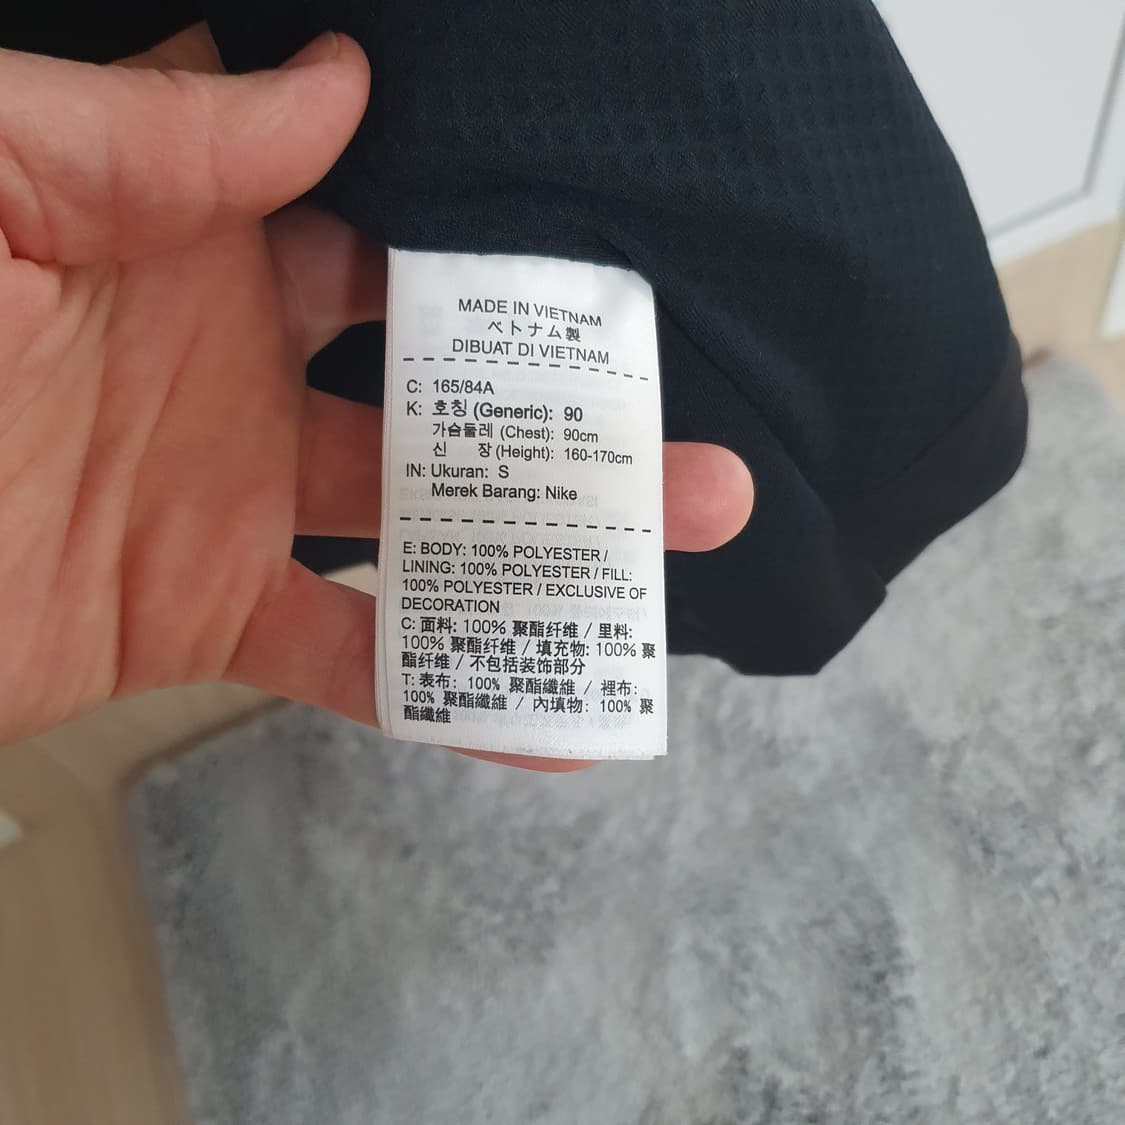 MADE IN VIETNAM
ベトナム製
DIBUAT DI VIETNAM
C: 165/84A
K: 호칭 (Generic): 90
가슴둘레 (Chest): 90cm
신 장 (Height): 160-170cm
IN: Ukuran: S
Merek Barang: Nike
E: BODY: 100% POLYESTER /
LINING: 100% POLYESTER / FILL:
100% POLYESTER / EXCLUSIVE OF
DECORATION
C: 面料: 100% 聚酯纤维 / 里料:
100% 聚酯纤维 / 填充物: 100% 聚
酯纤维 / 不包括装饰部分
T: 表布: 100% 聚酯纖維 / 裡布:
100% 聚酯纖維 / 內填物: 100% 聚
酯纖維